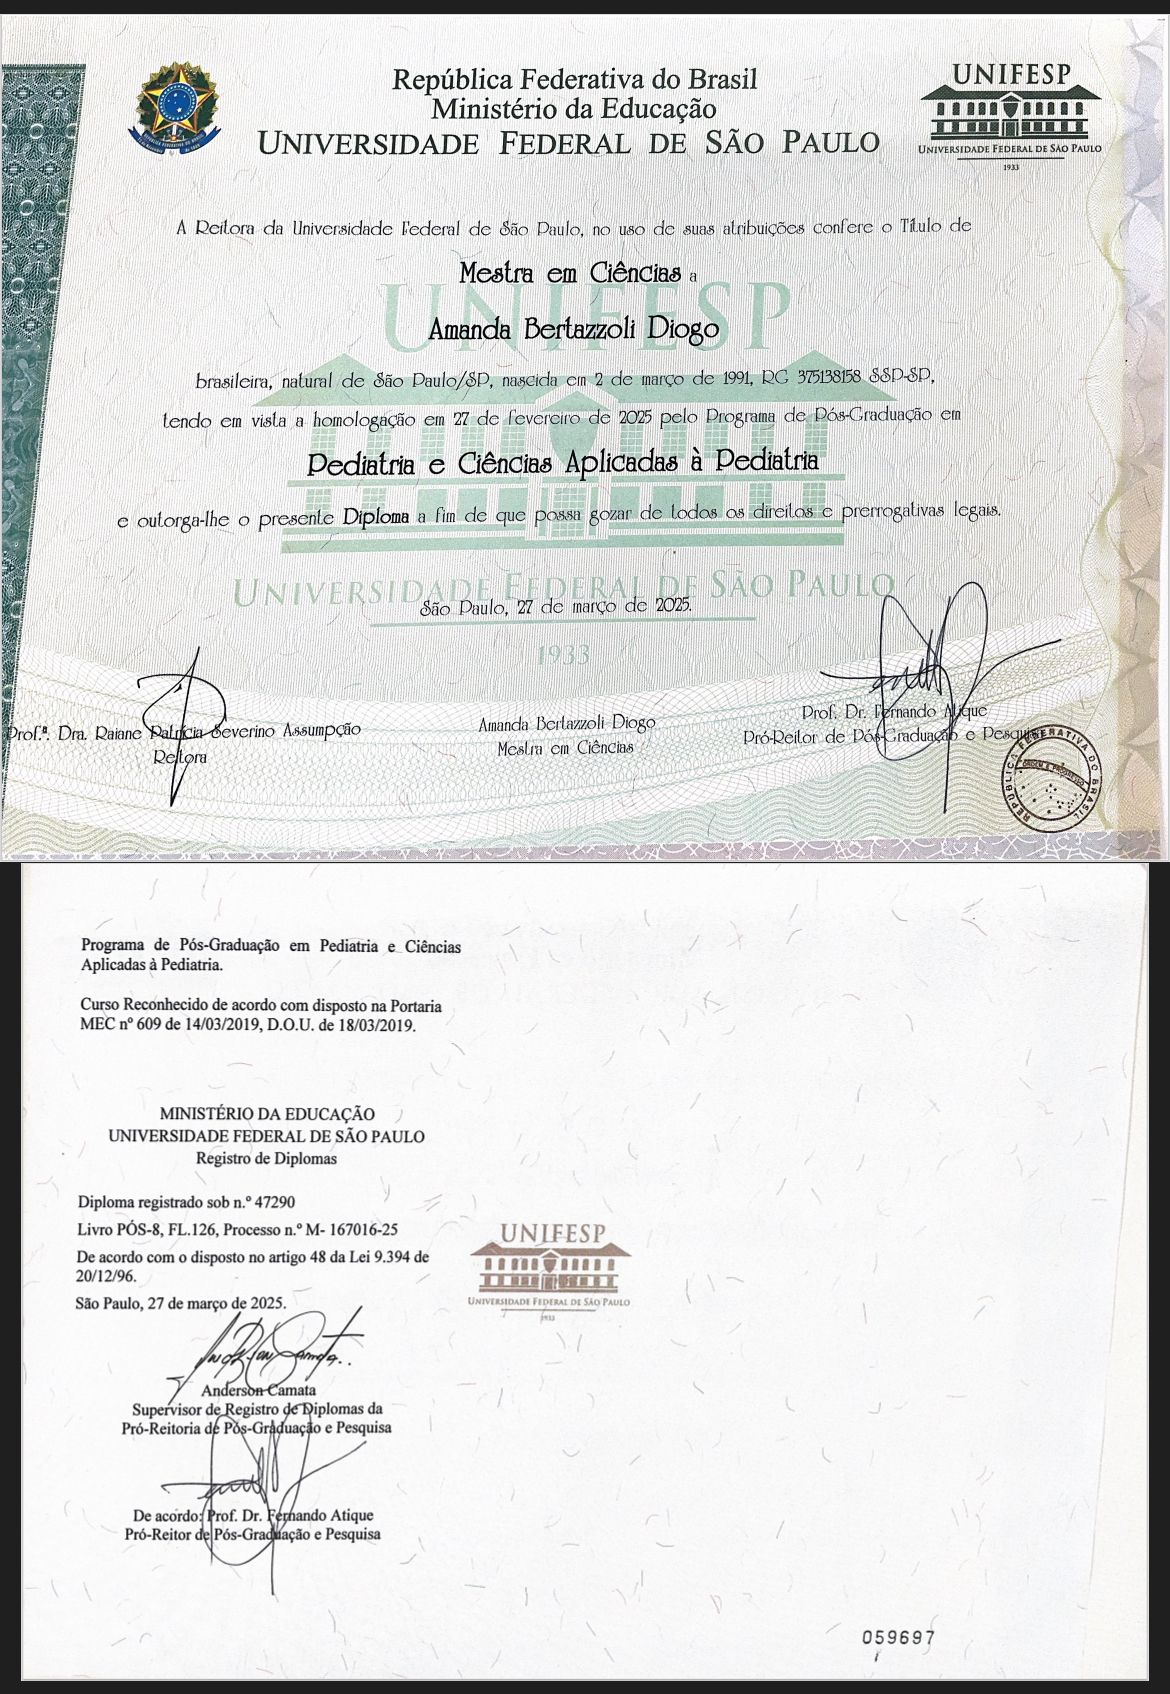 República Federativa do Brasil
Ministério da Educação
UNIVERSIDADE FEDERAL DE SÃO PAULO
UNIFESP
UNIVERSIDADE FEDERAL DE SÃO PAULO
1933
A Reitora da Universidade Federal de São Paulo, no uso de suas atribuições confere o Título de
Mestra em Ciências a
Amanda Bertazzoli Diogo
brasileira, natural de São Paulo/SP, nascida em 2 de março de 1991, RG 375138158 SSP-SP,
tendo em vista a homologação em 27 de fevereiro de 2025 pelo Programa de Pós-Graduação em
Pediatria e Ciências Aplicadas à Pediatria
e outorga-lhe o presente Diploma a fim de que possa gozar de todos os direitos e prerrogativas legais.
UNIFESP
UNIVERSIDADE FEDERAL DE SÃO PAULO
São Paulo, 27 de março de 2025.
1933
Prof.ª. Dra. Raiane Patrícia Severino Assumpção
Reitora
Amanda Bertazzoli Diogo
Mestra em Ciências
Prof. Dr. Fernando Atique
Pró-Reitor de Pós-Graduação e Pesquisa
REPÚBLICA FEDERATIVA DO BRASIL
ORDEM E PROGRESSO
Programa de Pós-Graduação em Pediatria e Ciências
Aplicadas à Pediatria.
Curso Reconhecido de acordo com disposto na Portaria
MEC nº 609 de 14/03/2019, D.O.U. de 18/03/2019.
MINISTÉRIO DA EDUCAÇÃO
UNIVERSIDADE FEDERAL DE SÃO PAULO
Registro de Diplomas
Diploma registrado sob n.º 47290
Livro PÓS-8, FL.126, Processo n.º M- 167016-25
De acordo com o disposto no artigo 48 da Lei 9.394 de
20/12/96.
São Paulo, 27 de março de 2025.
UNIFESP
UNIVERSIDADE FEDERAL DE SÃO PAULO
1933
Anderson Camata
Supervisor de Registro de Diplomas da
Pró-Reitoria de Pós-Graduação e Pesquisa
De acordo: Prof. Dr. Fernando Atique
Pró-Reitor de Pós-Graduação e Pesquisa
059697